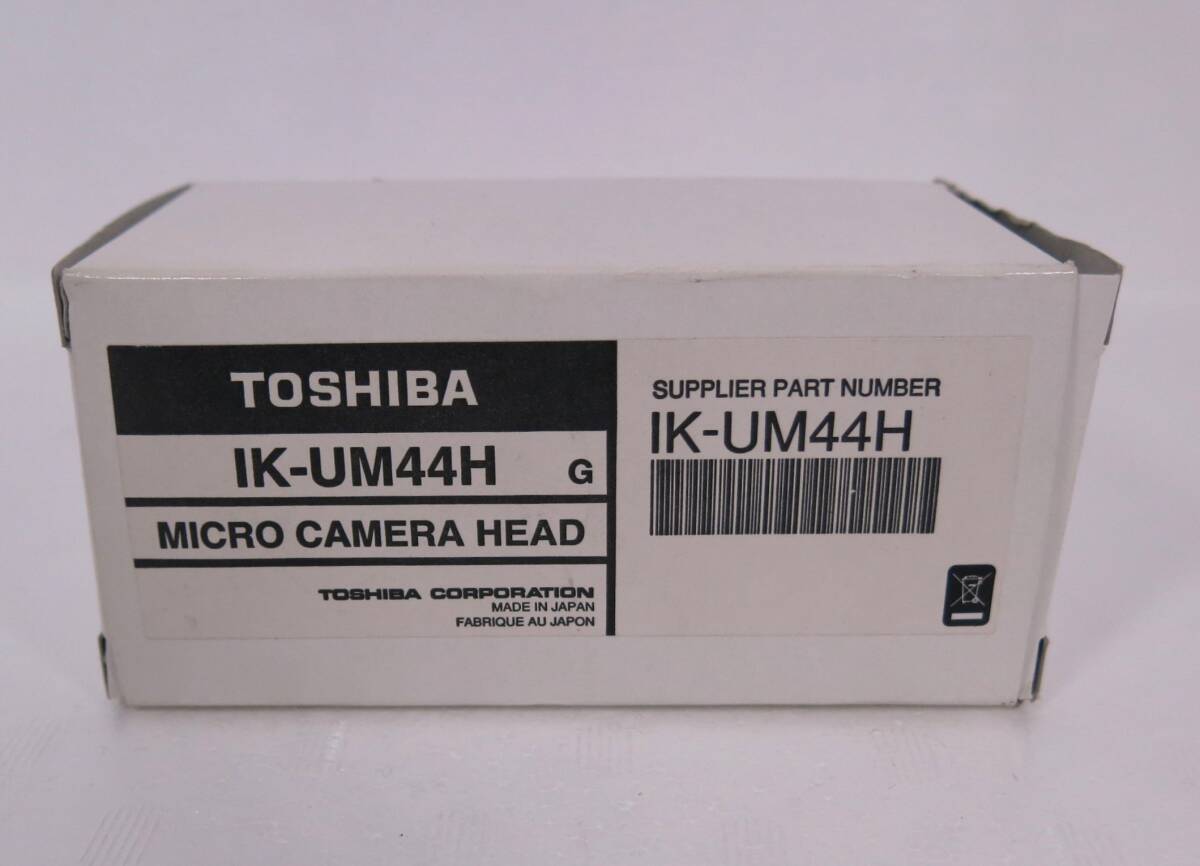 TOSHIBA
IK-UM44H G
MICRO CAMERA HEAD
TOSHIBA CORPORATION
MADE IN JAPAN
FABRIQUE AU JAPON
SUPPLIER PART NUMBER
IK-UM44H